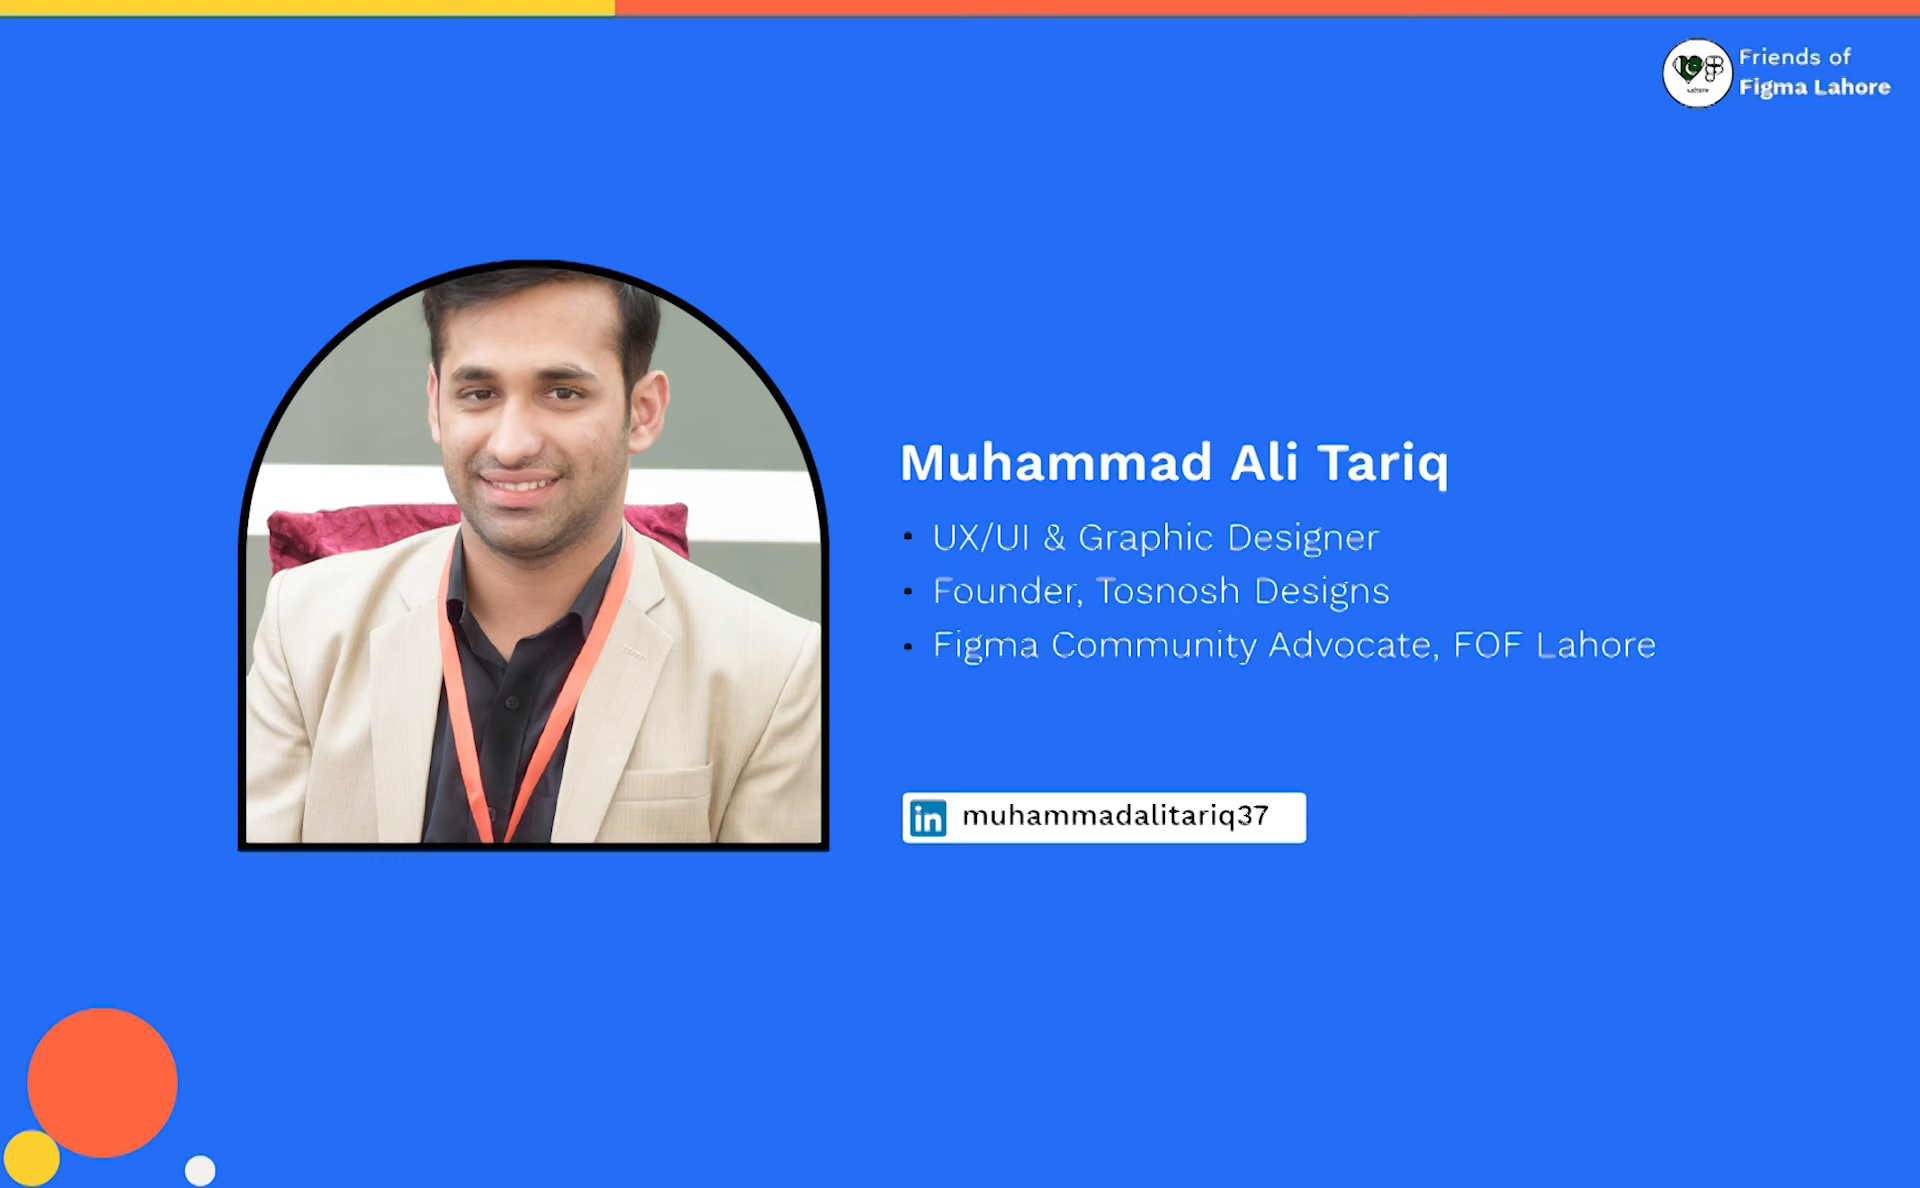 Friends of
Figma Lahore
Muhammad Ali Tariq
• UX/UI & Graphic Designer
• Founder, Tosnosh Designs
• Figma Community Advocate, FOF Lahore
in muhammadalitariq37